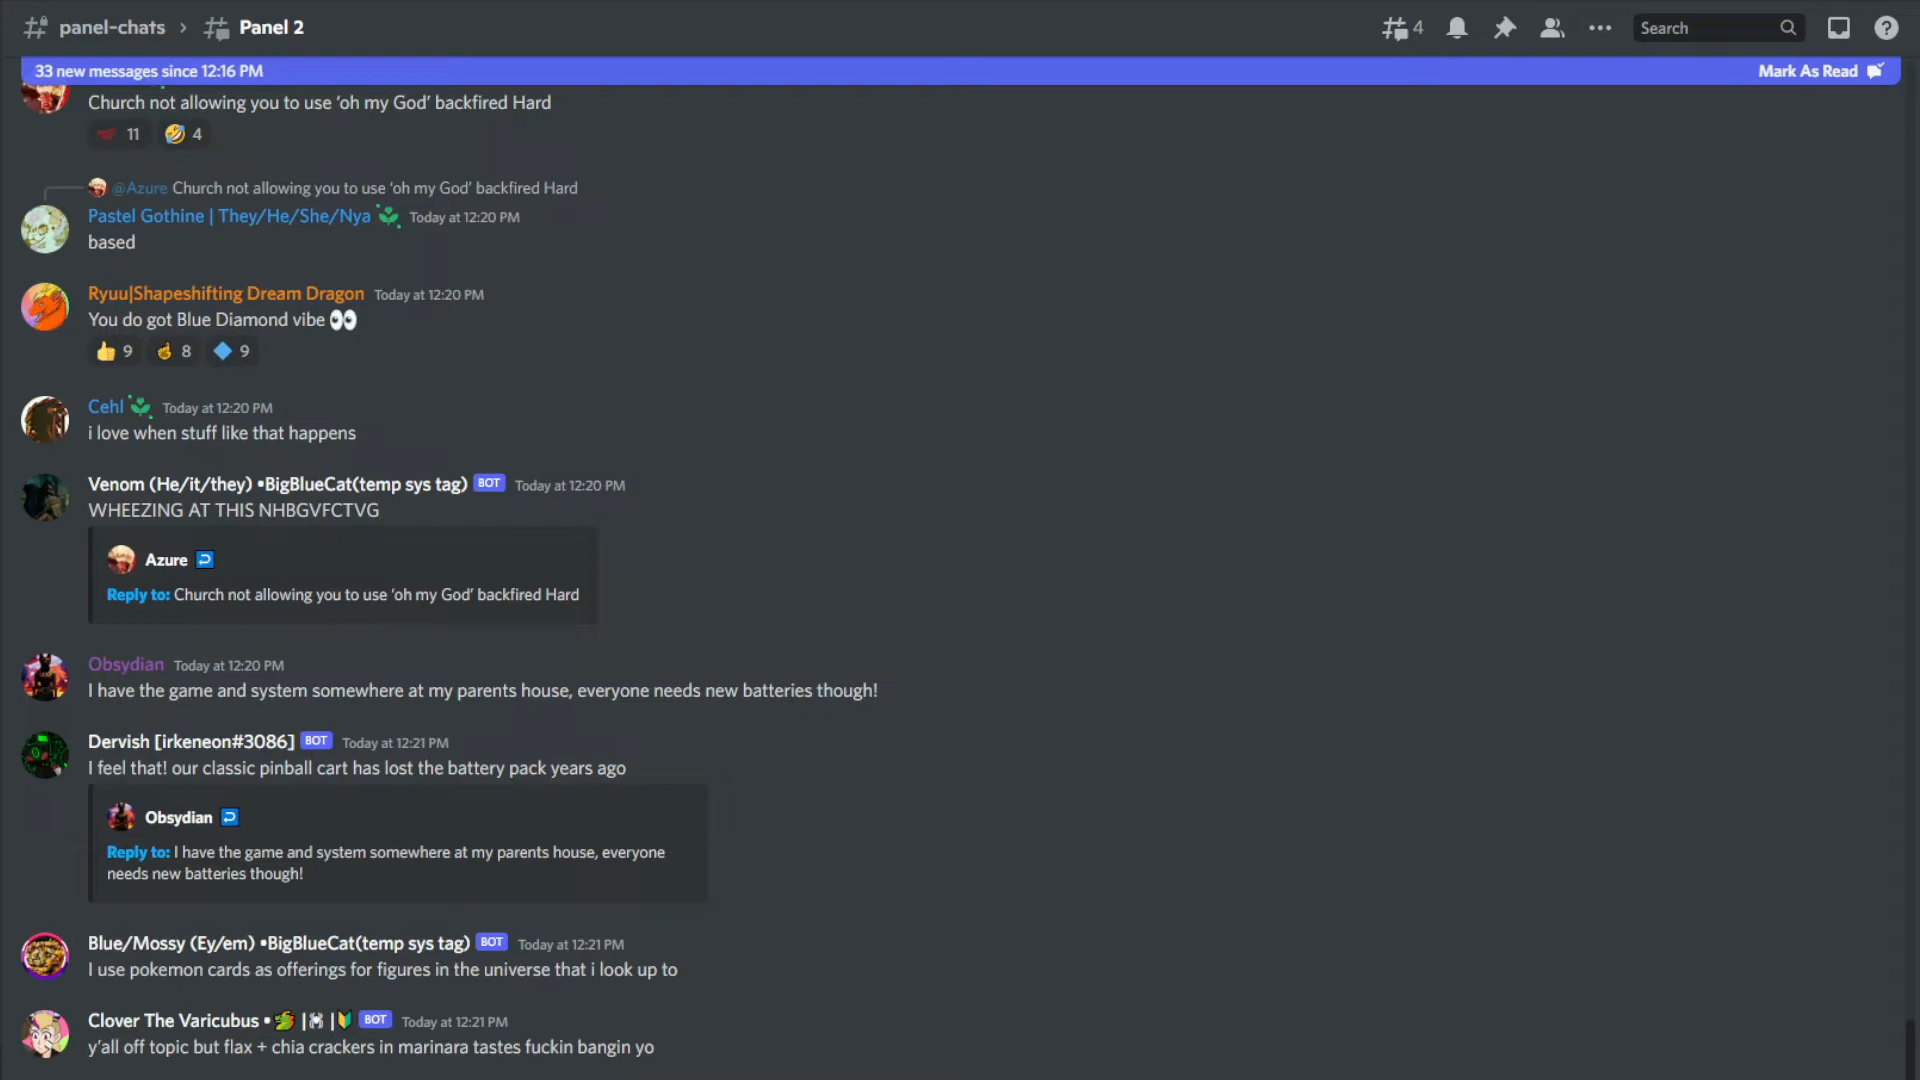 panel-chats › Panel 2
4
Search
33 new messages since 12:16 PM
Mark As Read
Church not allowing you to use ‘oh my God’ backfired Hard
11 4
@Azure Church not allowing you to use ‘oh my God’ backfired Hard
Pastel Gothine | They/He/She/Nya Today at 12:20 PM
based
Ryuu|Shapeshifting Dream Dragon Today at 12:20 PM
You do got Blue Diamond vibe 👀
9 8 9
Cehl Today at 12:20 PM
i love when stuff like that happens
Venom (He/it/they) •BigBlueCat(temp sys tag) BOT Today at 12:20 PM
WHEEZING AT THIS NHBGVFCTVG
Azure
Reply to: Church not allowing you to use ‘oh my God’ backfired Hard
Obsydian Today at 12:20 PM
I have the game and system somewhere at my parents house, everyone needs new batteries though!
Dervish [irkeneon#3086] BOT Today at 12:21 PM
I feel that! our classic pinball cart has lost the battery pack years ago
Obsydian
Reply to: I have the game and system somewhere at my parents house, everyone
needs new batteries though!
Blue/Mossy (Ey/em) •BigBlueCat(temp sys tag) BOT Today at 12:21 PM
I use pokemon cards as offerings for figures in the universe that i look up to
Clover The Varicubus • 🐲 |🕷 |🔰 BOT Today at 12:21 PM
y’all off topic but flax + chia crackers in marinara tastes fuckin bangin yo